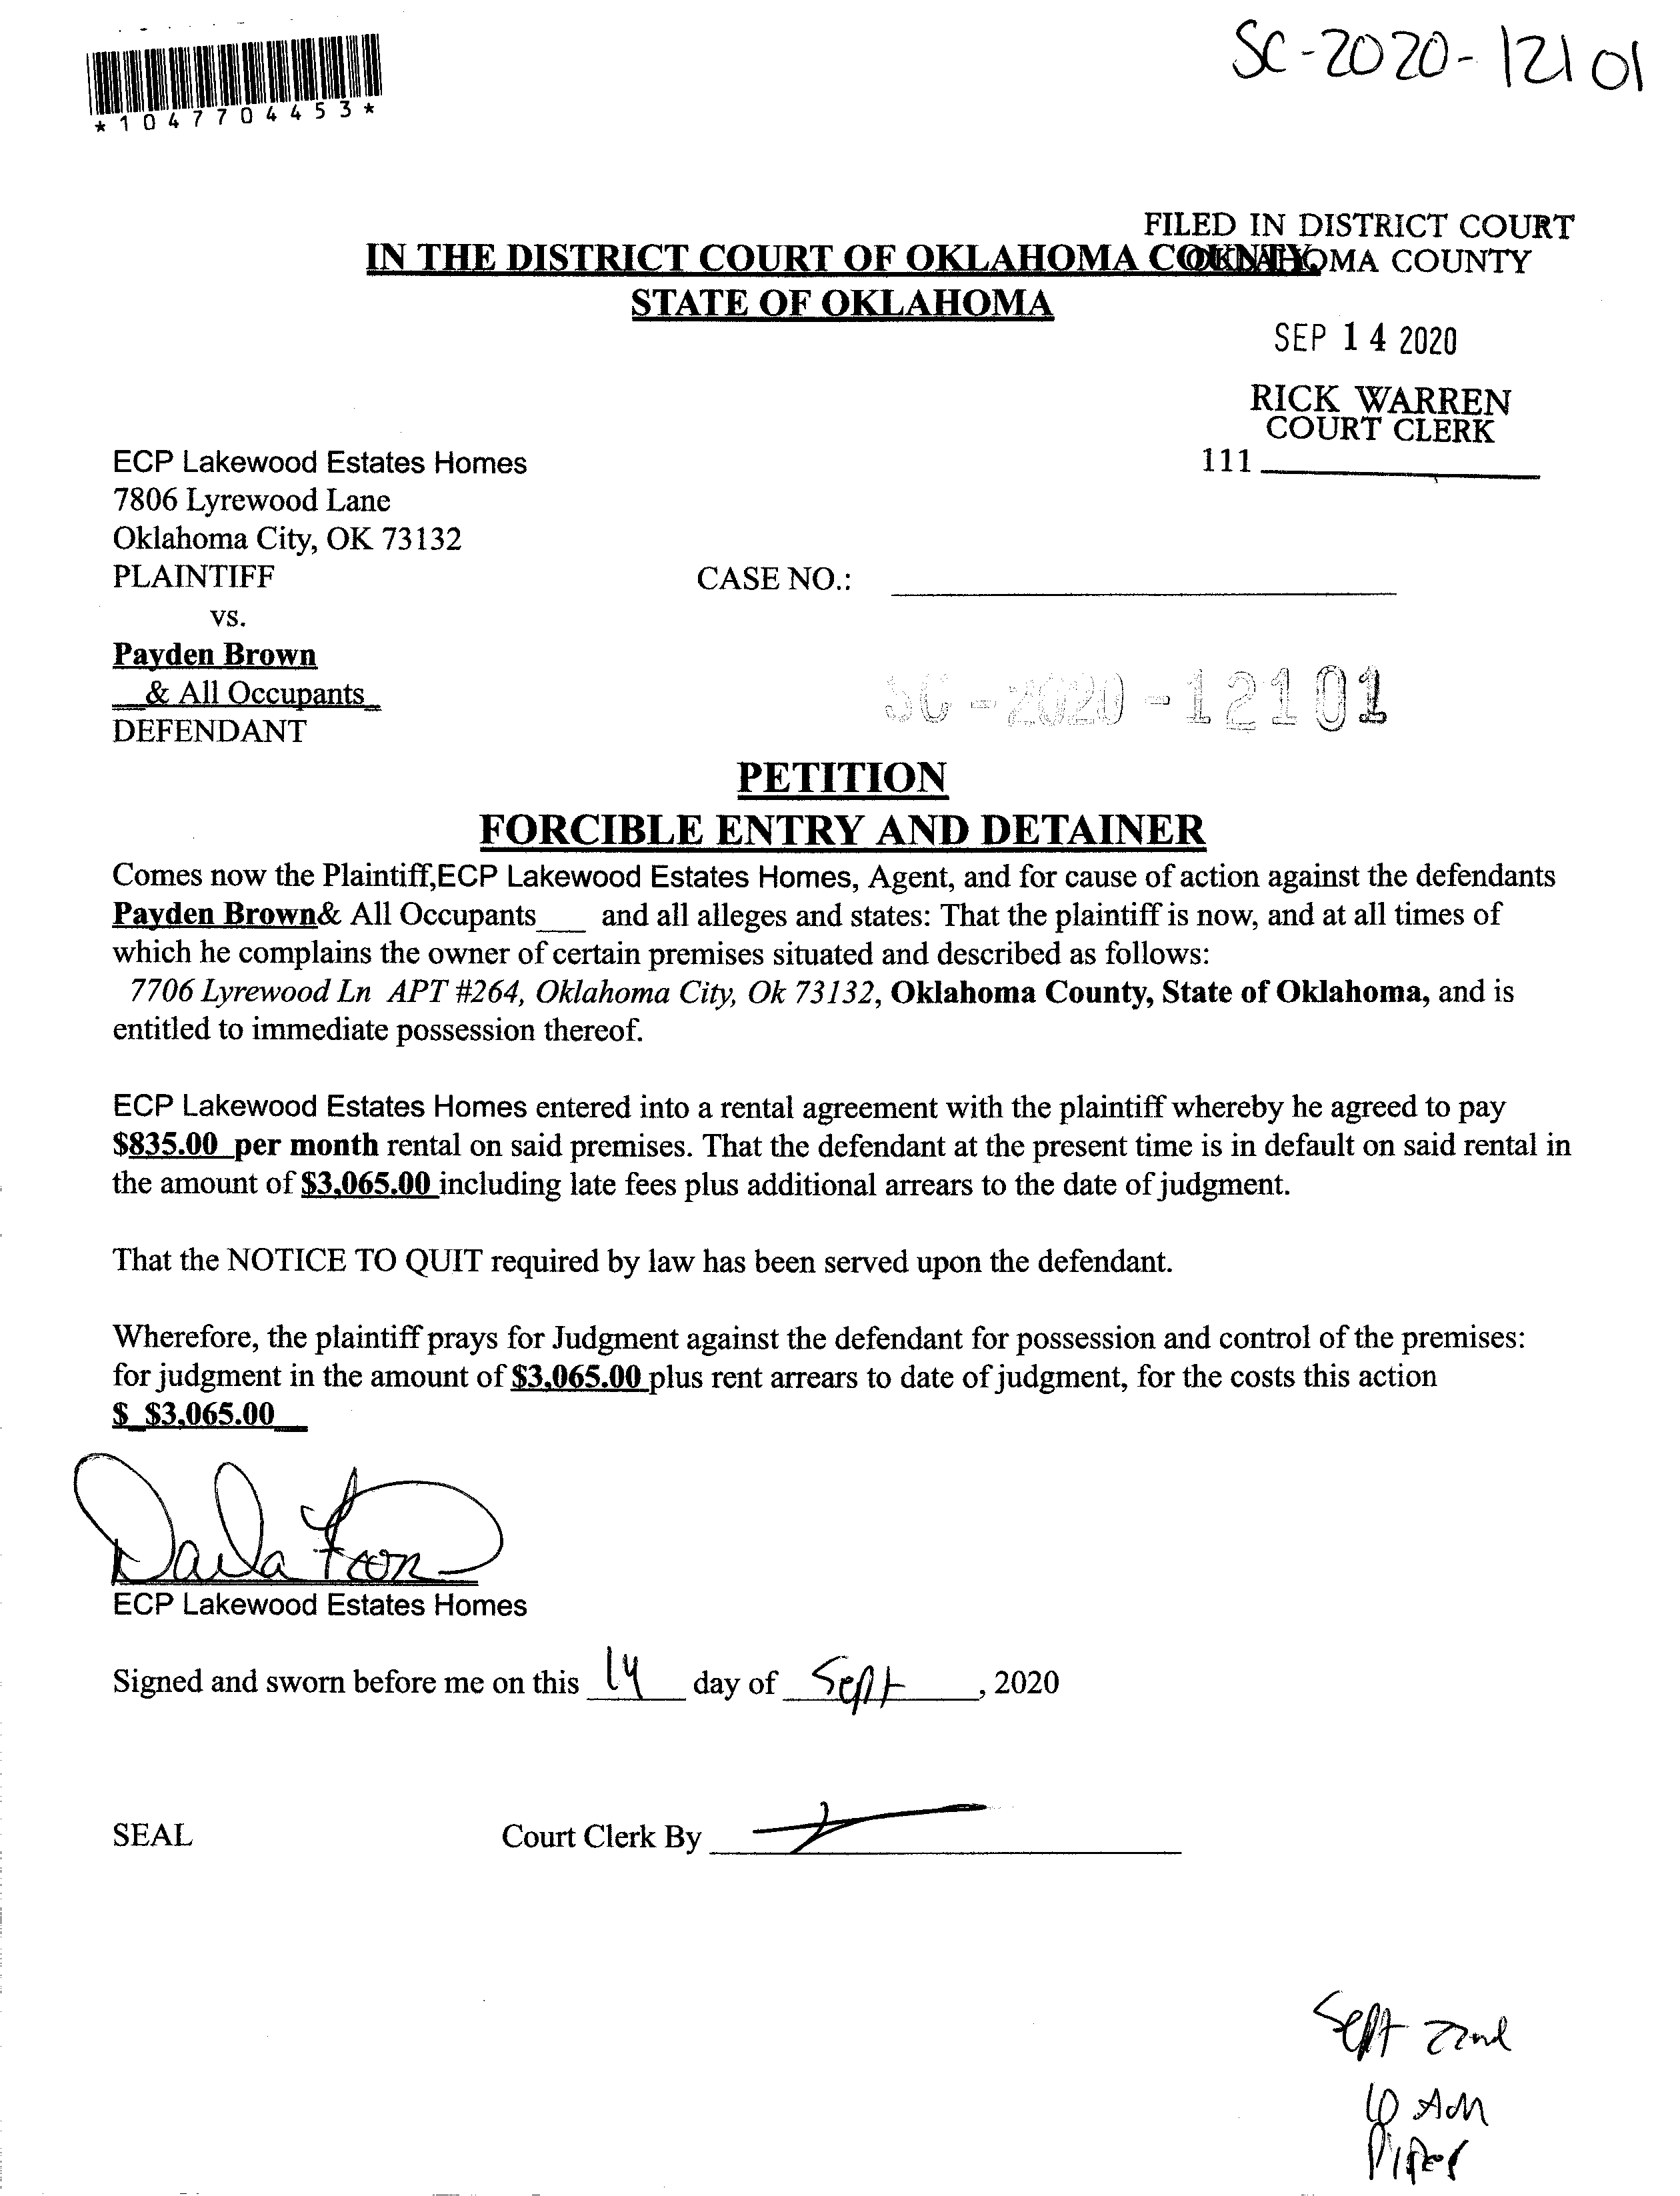 SC-2020-12101
*1047704453*
FILED IN DISTRICT COURT
OKLAHOMA COUNTY
IN THE DISTRICT COURT OF OKLAHOMA COUNTY
STATE OF OKLAHOMA
SEP 14 2020
RICK WARREN
COURT CLERK
111
ECP Lakewood Estates Homes
7806 Lyrewood Lane
Oklahoma City, OK 73132
PLAINTIFF CASE NO.:
vs.
Payden Brown
__& All Occupants_
DEFENDANT
SC-2020-12101
PETITION
FORCIBLE ENTRY AND DETAINER
Comes now the Plaintiff,ECP Lakewood Estates Homes, Agent, and for cause of action against the defendants
Payden Brown& All Occupants___ and all alleges and states: That the plaintiff is now, and at all times of
which he complains the owner of certain premises situated and described as follows:
7706 Lyrewood Ln APT #264, Oklahoma City, Ok 73132, Oklahoma County, State of Oklahoma, and is
entitled to immediate possession thereof.
ECP Lakewood Estates Homes entered into a rental agreement with the plaintiff whereby he agreed to pay
$835.00 per month rental on said premises. That the defendant at the present time is in default on said rental in
the amount of $3,065.00 including late fees plus additional arrears to the date of judgment.
That the NOTICE TO QUIT required by law has been served upon the defendant.
Wherefore, the plaintiff prays for Judgment against the defendant for possession and control of the premises:
for judgment in the amount of $3,065.00 plus rent arrears to date of judgment, for the costs this action
$_$3,065.00__
Darla
ECP Lakewood Estates Homes
Signed and sworn before me on this 14 day of Sept, 2020
SEAL Court Clerk By
Sept 22nd
10 AM
Piper